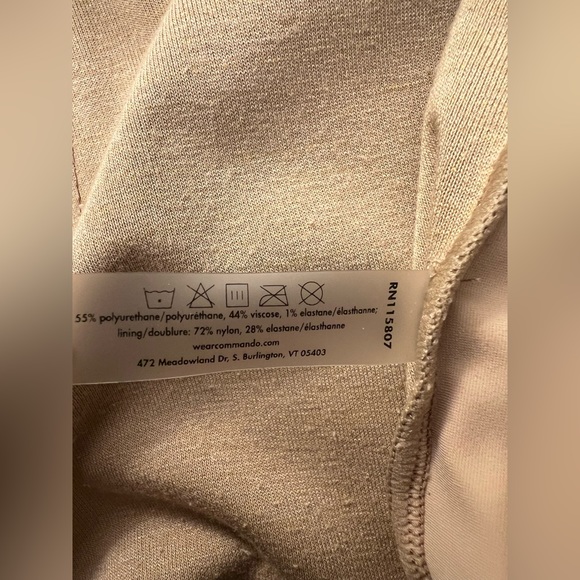 55% polyurethane/polyuréthane, 44% viscose, 1% elastane/élasthanne;
lining/doublure: 72% nylon, 28% elastane/élasthanne
wearcommando.com
472 Meadowland Dr, S. Burlington, VT 05403
RN115807